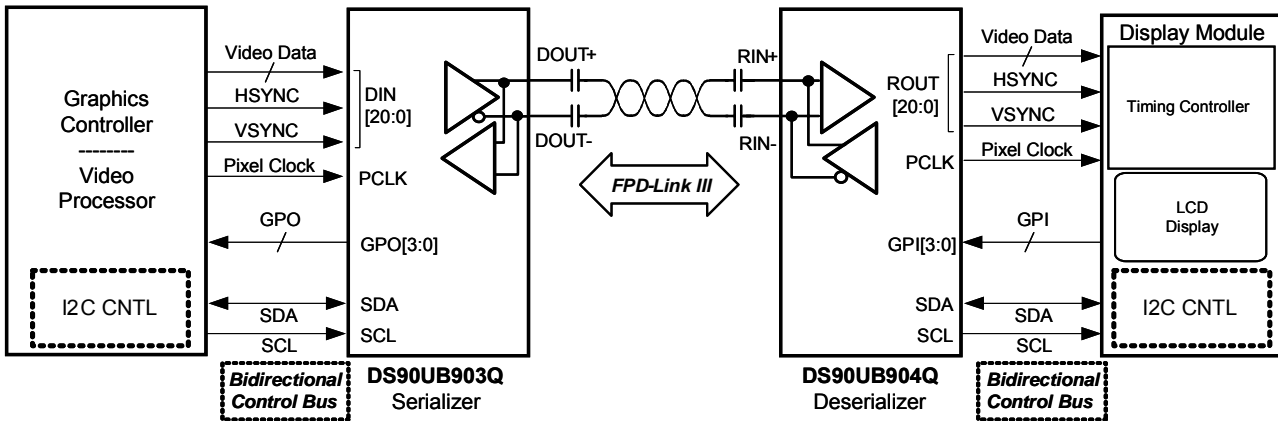 Graphics
Controller
--------
Video
Processor
I2C CNTL
Video Data
HSYNC
VSYNC
Pixel Clock
GPO
SDA
SCL
Bidirectional
Control Bus
DIN
[20:0]
PCLK
GPO[3:0]
SDA
SCL
DS90UB903Q
Serializer
DOUT+
DOUT-
FPD-Link III
RIN+
RIN-
ROUT
[20:0]
PCLK
GPI[3:0]
SDA
SCL
DS90UB904Q
Deserializer
Video Data
HSYNC
VSYNC
Pixel Clock
GPI
SDA
SCL
Bidirectional
Control Bus
Display Module
Timing Controller
LCD
Display
I2C CNTL